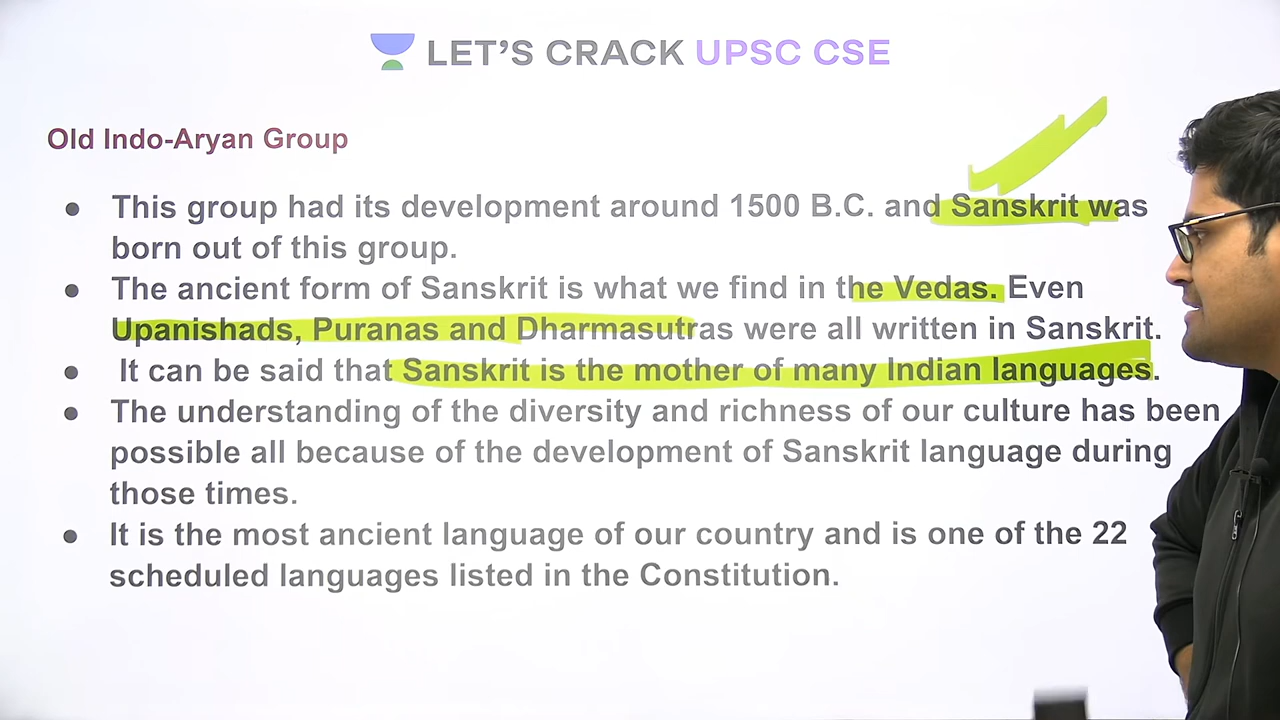 LET'S CRACK UPSC CSE
Old Indo-Aryan Group
● This group had its development around 1500 B.C. and Sanskrit was
born out of this group.
● The ancient form of Sanskrit is what we find in the Vedas. Even
Upanishads, Puranas and Dharmasutras were all written in Sanskrit.
● It can be said that Sanskrit is the mother of many Indian languages.
● The understanding of the diversity and richness of our culture has been
possible all because of the development of Sanskrit language during
those times.
● It is the most ancient language of our country and is one of the 22
scheduled languages listed in the Constitution.